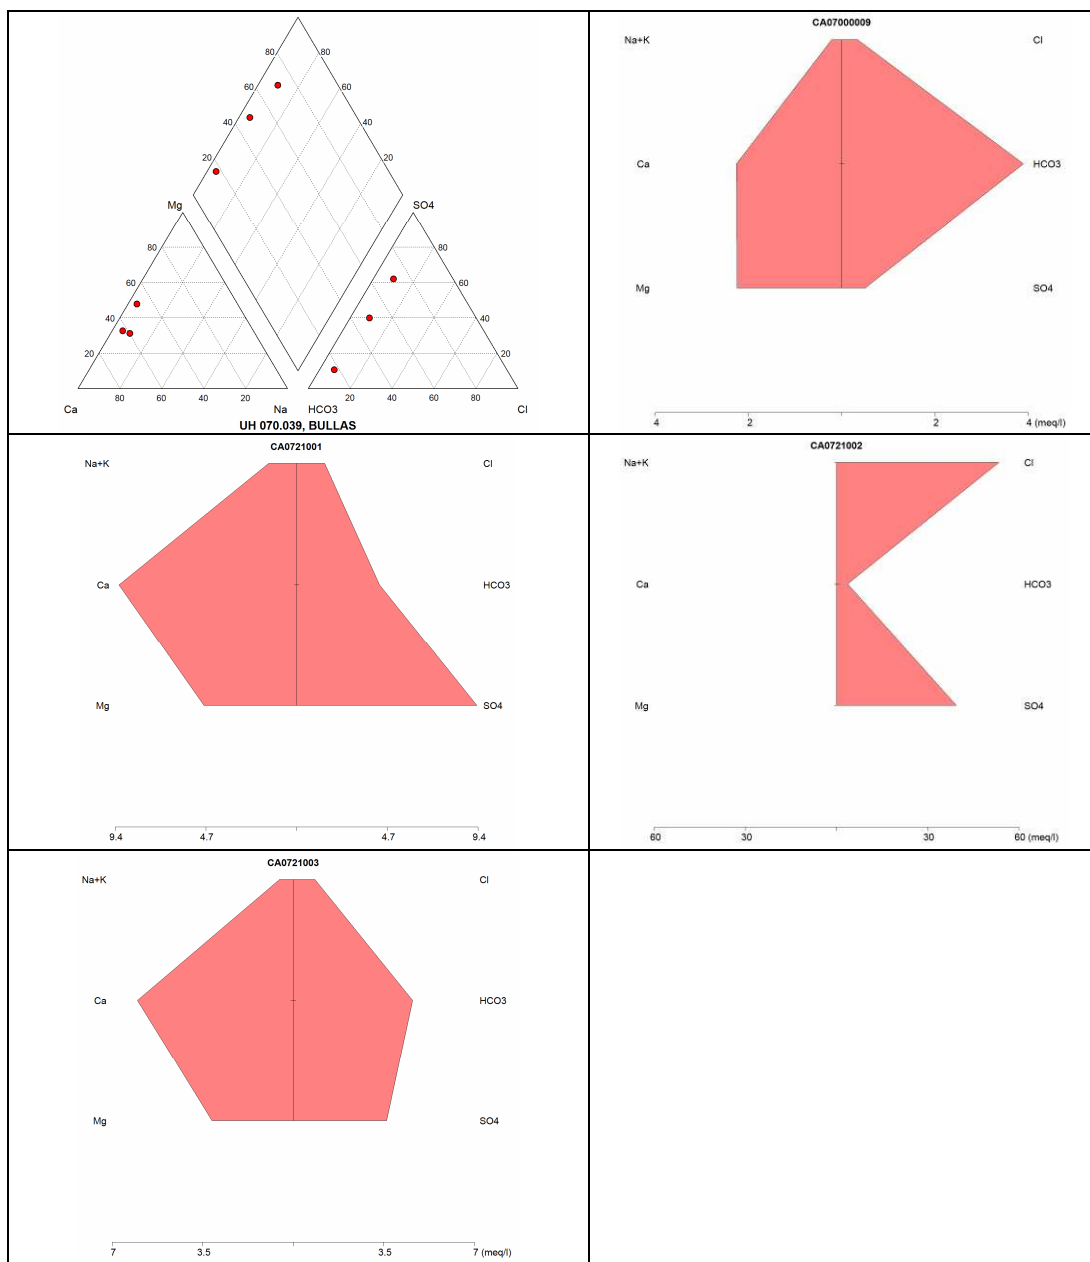 80 80
60 60
40 40
20 20
Mg SO4
80 80
60 60
40 40
20 20
80 60 40 20 20 40 60 80
Ca Na HCO3 Cl
UH 070.039, BULLAS
CA07000009
Na+K Cl
Ca HCO3
Mg SO4
4 2 2 4 (meq/l)
CA0721001
Na+K Cl
Ca HCO3
Mg SO4
9.4 4.7 4.7 9.4
CA0721002
Na+K Cl
Ca HCO3
Mg SO4
60 30 30 60 (meq/l)
CA0721003
Na+K Cl
Ca HCO3
Mg SO4
7 3.5 3.5 7 (meq/l)